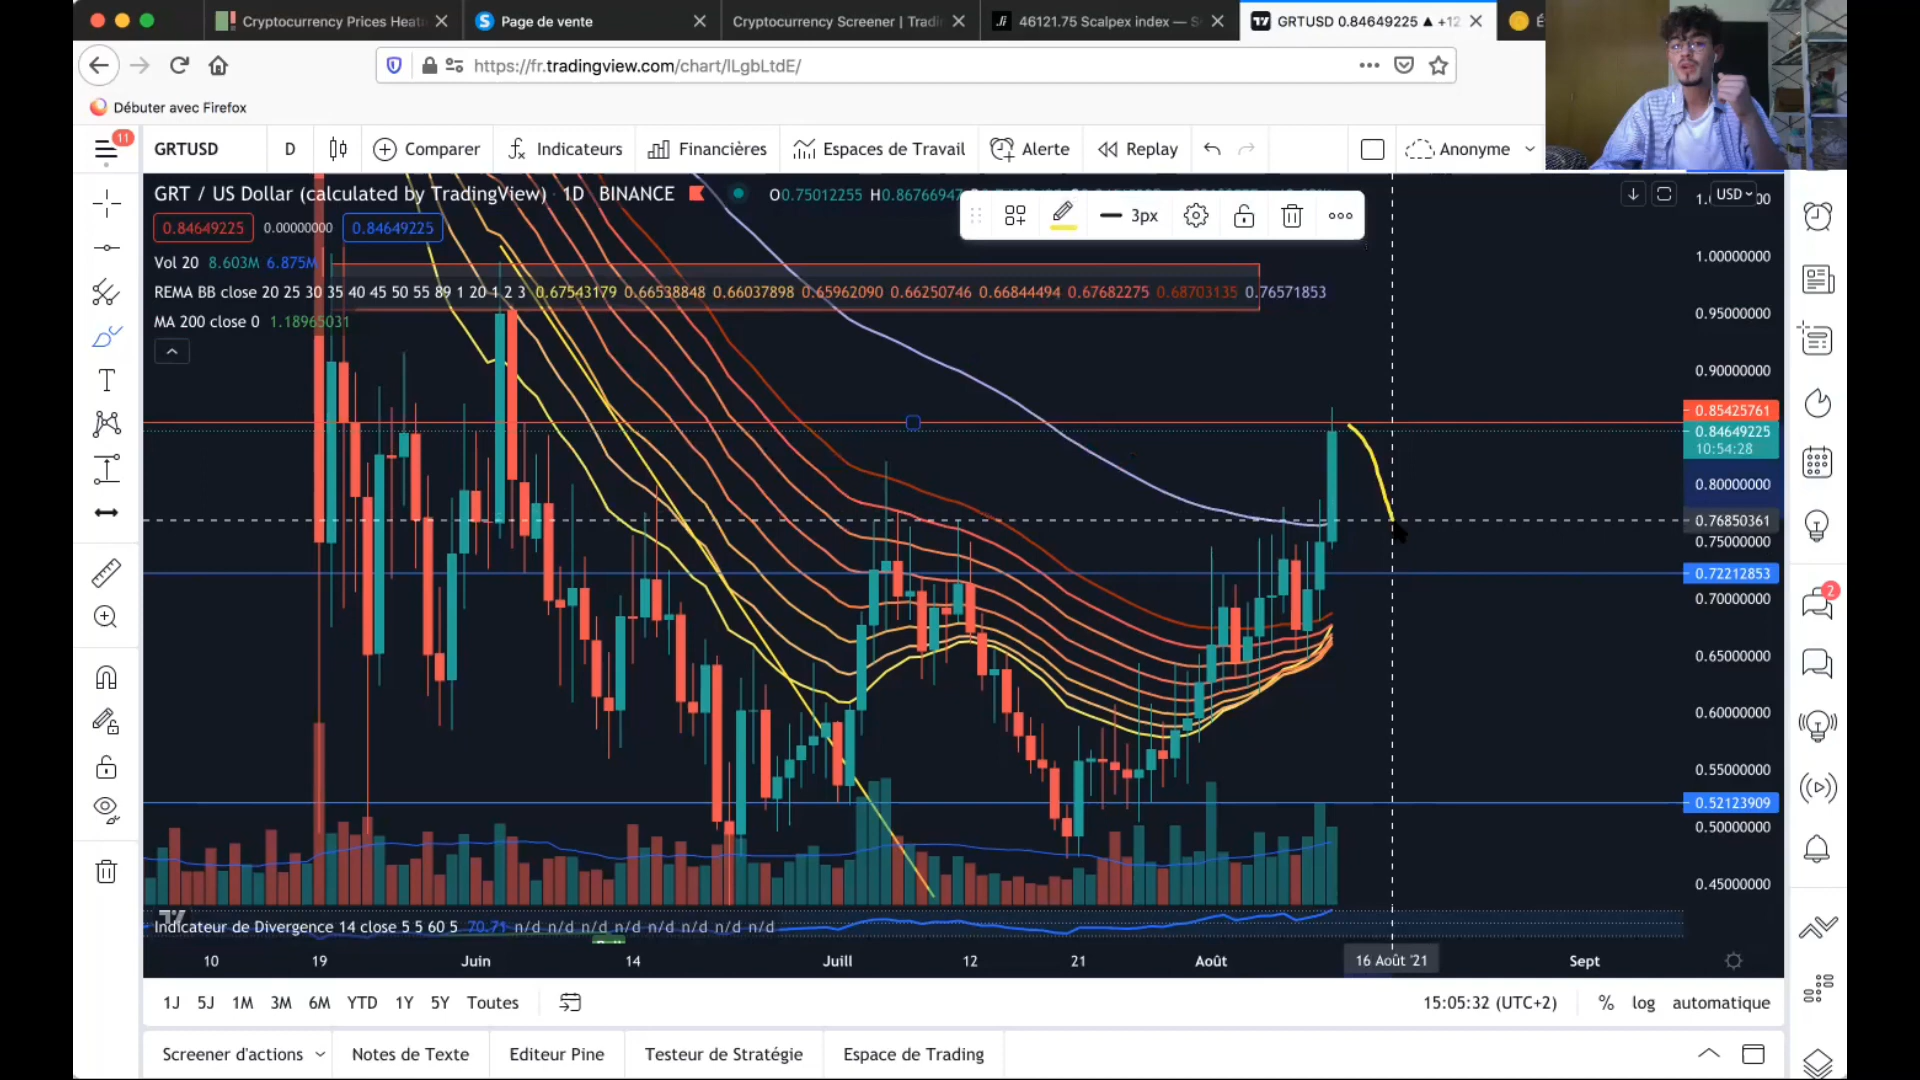 Cryptocurrency Prices Heat
Page de vente
Cryptocurrency Screener | Tradi
46121.75 Scalpex index — S
GRTUSD 0.84649225 ▲ +12
É
https://fr.tradingview.com/chart/lLgbLtdE/
Débuter avec Firefox
11
GRTUSD
D
Comparer
Indicateurs
Financières
Espaces de Travail
Alerte
Replay
Anonyme
GRT / US Dollar (calculated by TradingView) · 1D BINANCE
O0.75012255 H0.86766947
USD
0.84649225
0.00000000
0.84649225
3px
Vol 20 8.603M 6.875M
REMA BB close 20 25 30 35 40 45 50 55 89 1 20 1 2 3 0.67543179 0.66538848 0.66037898 0.65962090 0.66250746 0.66844494 0.67682275 0.68703135 0.76571853
MA 200 close 0 1.18965031
1.00000000
0.95000000
0.90000000
0.85425761
0.84649225
10:54:28
0.80000000
0.76850361
0.75000000
0.72212853
0.70000000
0.65000000
0.60000000
0.55000000
0.52123909
0.50000000
0.45000000
2
Indicateur de Divergence 14 close 5 5 60 5 70.71 n/d n/d n/d n/d n/d n/d n/d n/d
10 19 Juin 14 Juill 12 21 Août 16 Août '21 Sept
1J 5J 1M 3M 6M YTD 1Y 5Y Toutes
15:05:32 (UTC+2) % log automatique
Screener d'actions
Notes de Texte
Editeur Pine
Testeur de Stratégie
Espace de Trading